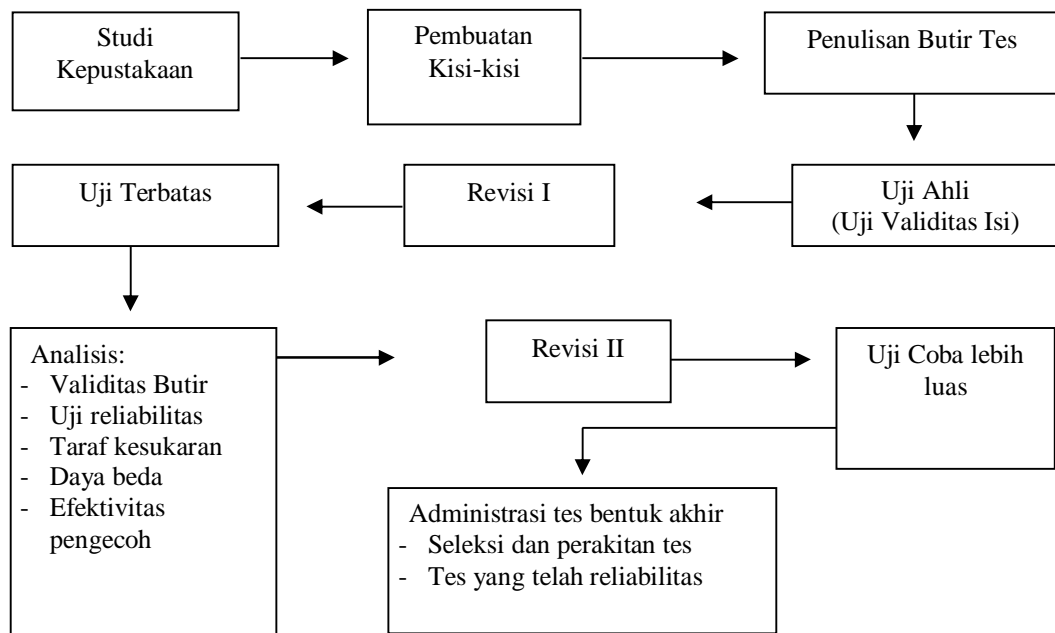 Studi
Kepustakaan
Pembuatan
Kisi-kisi
Penulisan Butir Tes
Uji Ahli
(Uji Validitas Isi)
Revisi I
Uji Terbatas
Analisis:
- Validitas Butir
- Uji reliabilitas
- Taraf kesukaran
- Daya beda
- Efektivitas
pengecoh
Revisi II
Uji Coba lebih
luas
Administrasi tes bentuk akhir
- Seleksi dan perakitan tes
- Tes yang telah reliabilitas